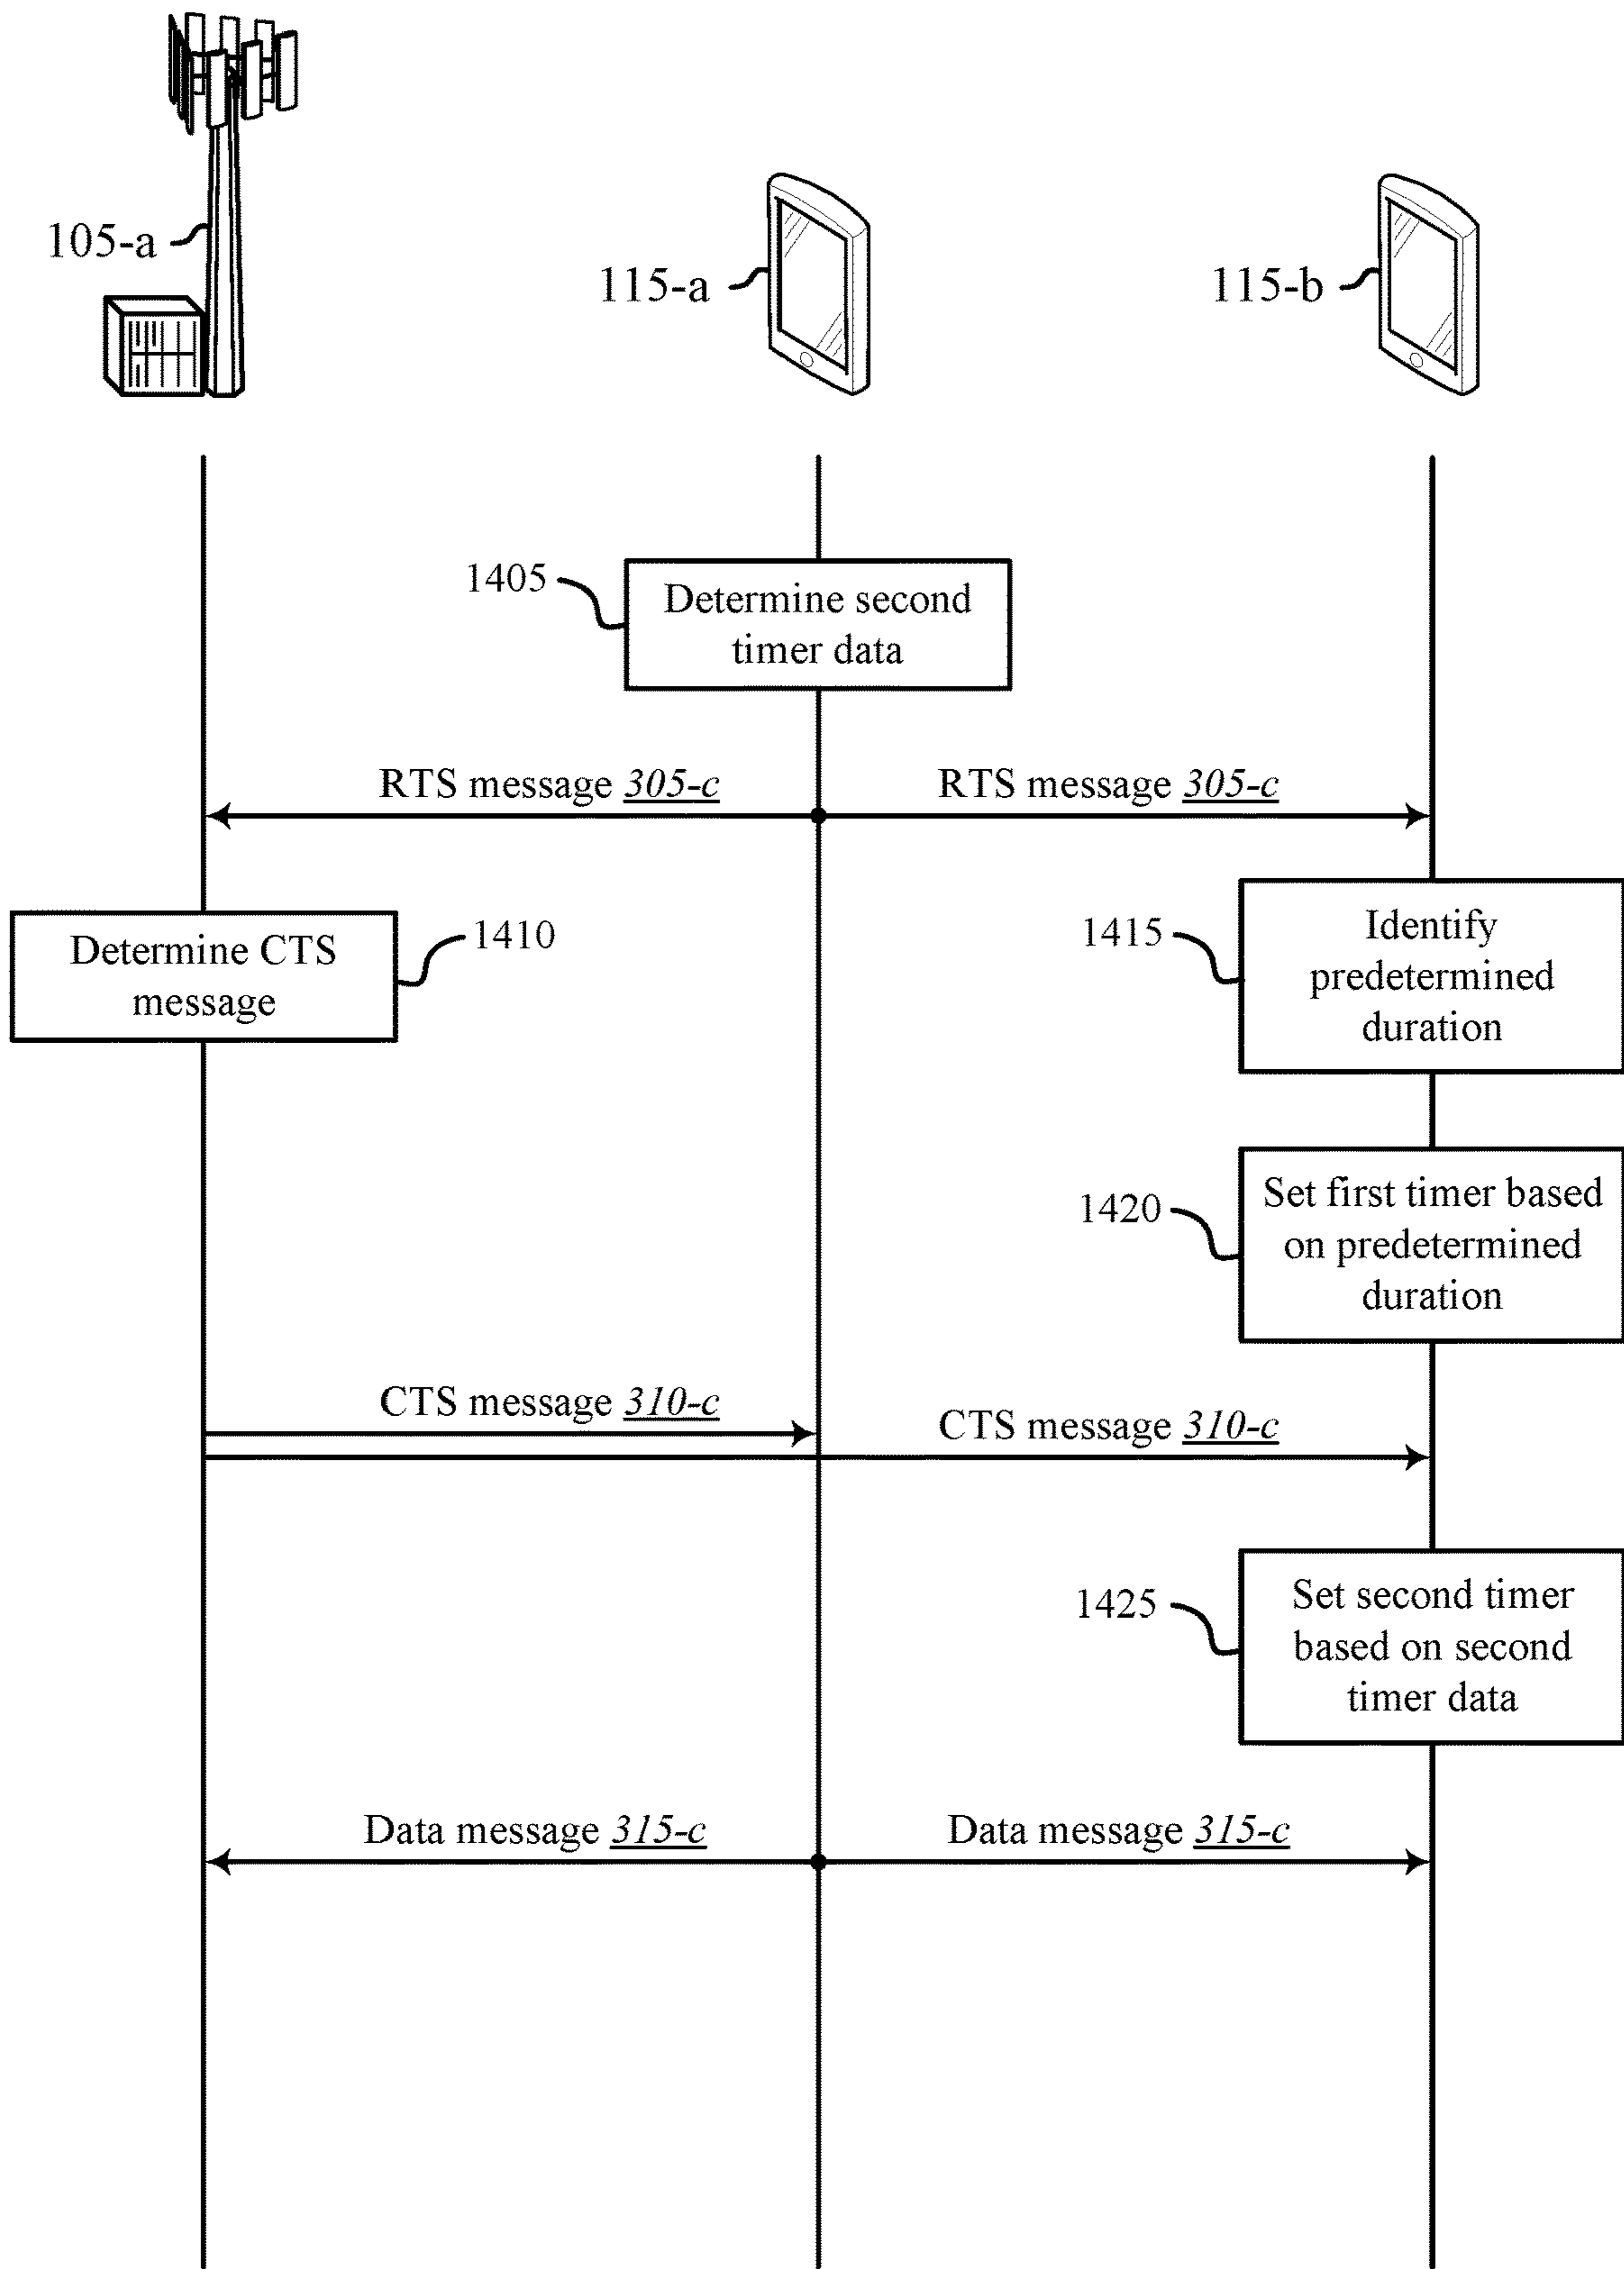 105-a
115-a
115-b
1405
Determine second
timer data
RTS message 305-c
RTS message 305-c
Determine CTS
message
1410
1415
Identify
predetermined
duration
1420
Set first timer based
on predetermined
duration
CTS message 310-c
CTS message 310-c
1425
Set second timer
based on second
timer data
Data message 315-c
Data message 315-c